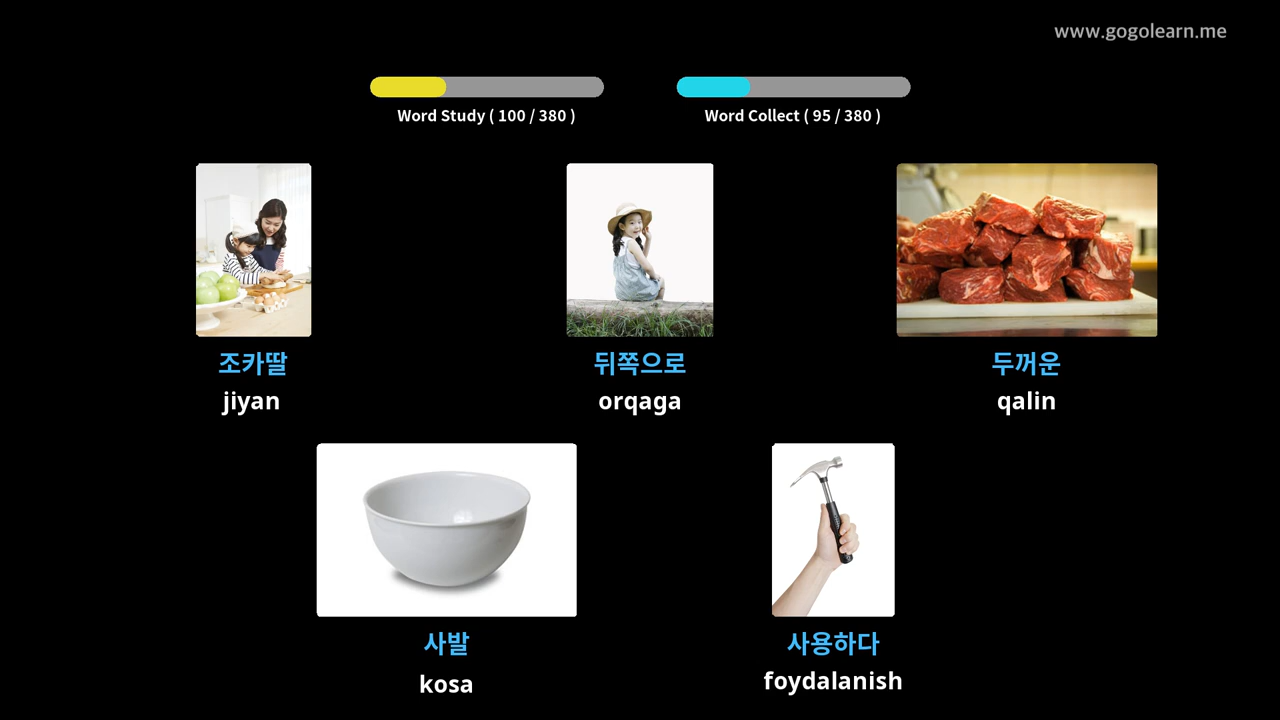 www.gogolearn.me
Word Study ( 100 / 380 )
Word Collect ( 95 / 380 )
조카딸
jiyan
뒤쪽으로
orqaga
두꺼운
qalin
사발
kosa
사용하다
foydalanish